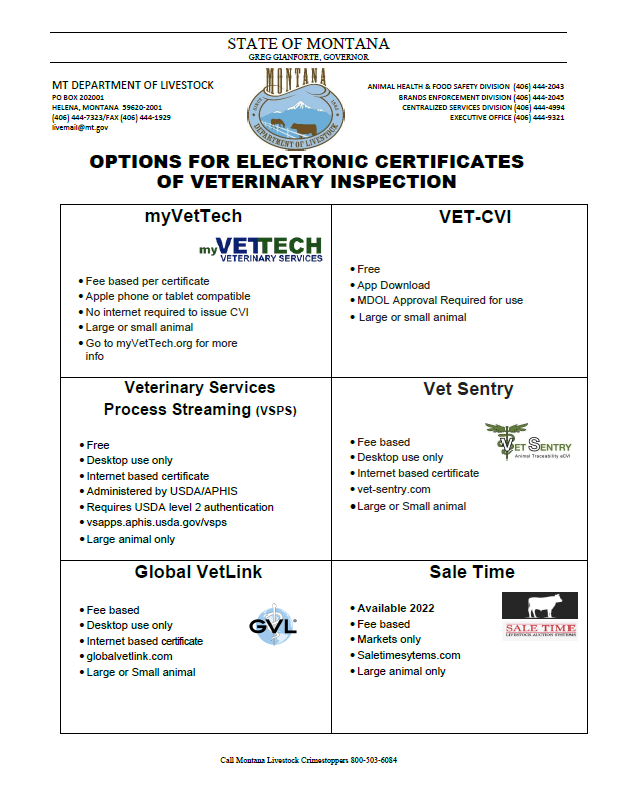 STATE OF MONTANA
GREG GIANFORTE, GOVERNOR
MT DEPARTMENT OF LIVESTOCK
PO BOX 202001
HELENA, MONTANA 59620-2001
(406) 444-7323/FAX (406) 444-1929
livemail@mt.gov
MONTANA
DEPARTMENT OF LIVESTOCK
ANIMAL HEALTH & FOOD SAFETY DIVISION (406) 444-2043
BRANDS ENFORCEMENT DIVISION (406) 444-2045
CENTRALIZED SERVICES DIVISION (406) 444-4994
EXECUTIVE OFFICE (406) 444-9321
OPTIONS FOR ELECTRONIC CERTIFICATES
OF VETERINARY INSPECTION
myVetTech
myVETTECH
VETERINARY SERVICES
• Fee based per certificate
• Apple phone or tablet compatible
• No internet required to issue CVI
• Large or small animal
• Go to myVetTech.org for more
info
VET-CVI
• Free
• App Download
• MDOL Approval Required for use
• Large or small animal
Veterinary Services
Process Streaming (VSPS)
• Free
• Desktop use only
• Internet based certificate
• Administered by USDA/APHIS
• Requires USDA level 2 authentication
• vsapps.aphis.usda.gov/vsps
• Large animal only
Vet Sentry
VET SENTRY
Animal Traceability eCVI
• Fee based
• Desktop use only
• Internet based certificate
• vet-sentry.com
• Large or Small animal
Global VetLink
GVL
• Fee based
• Desktop use only
• Internet based certificate
• globalvetlink.com
• Large or Small animal
Sale Time
SALE TIME
LIVESTOCK AUCTION SYSTEMS
• Available 2022
• Fee based
• Markets only
• Saletimesytems.com
• Large animal only
Call Montana Livestock Crimestoppers 800-503-6084